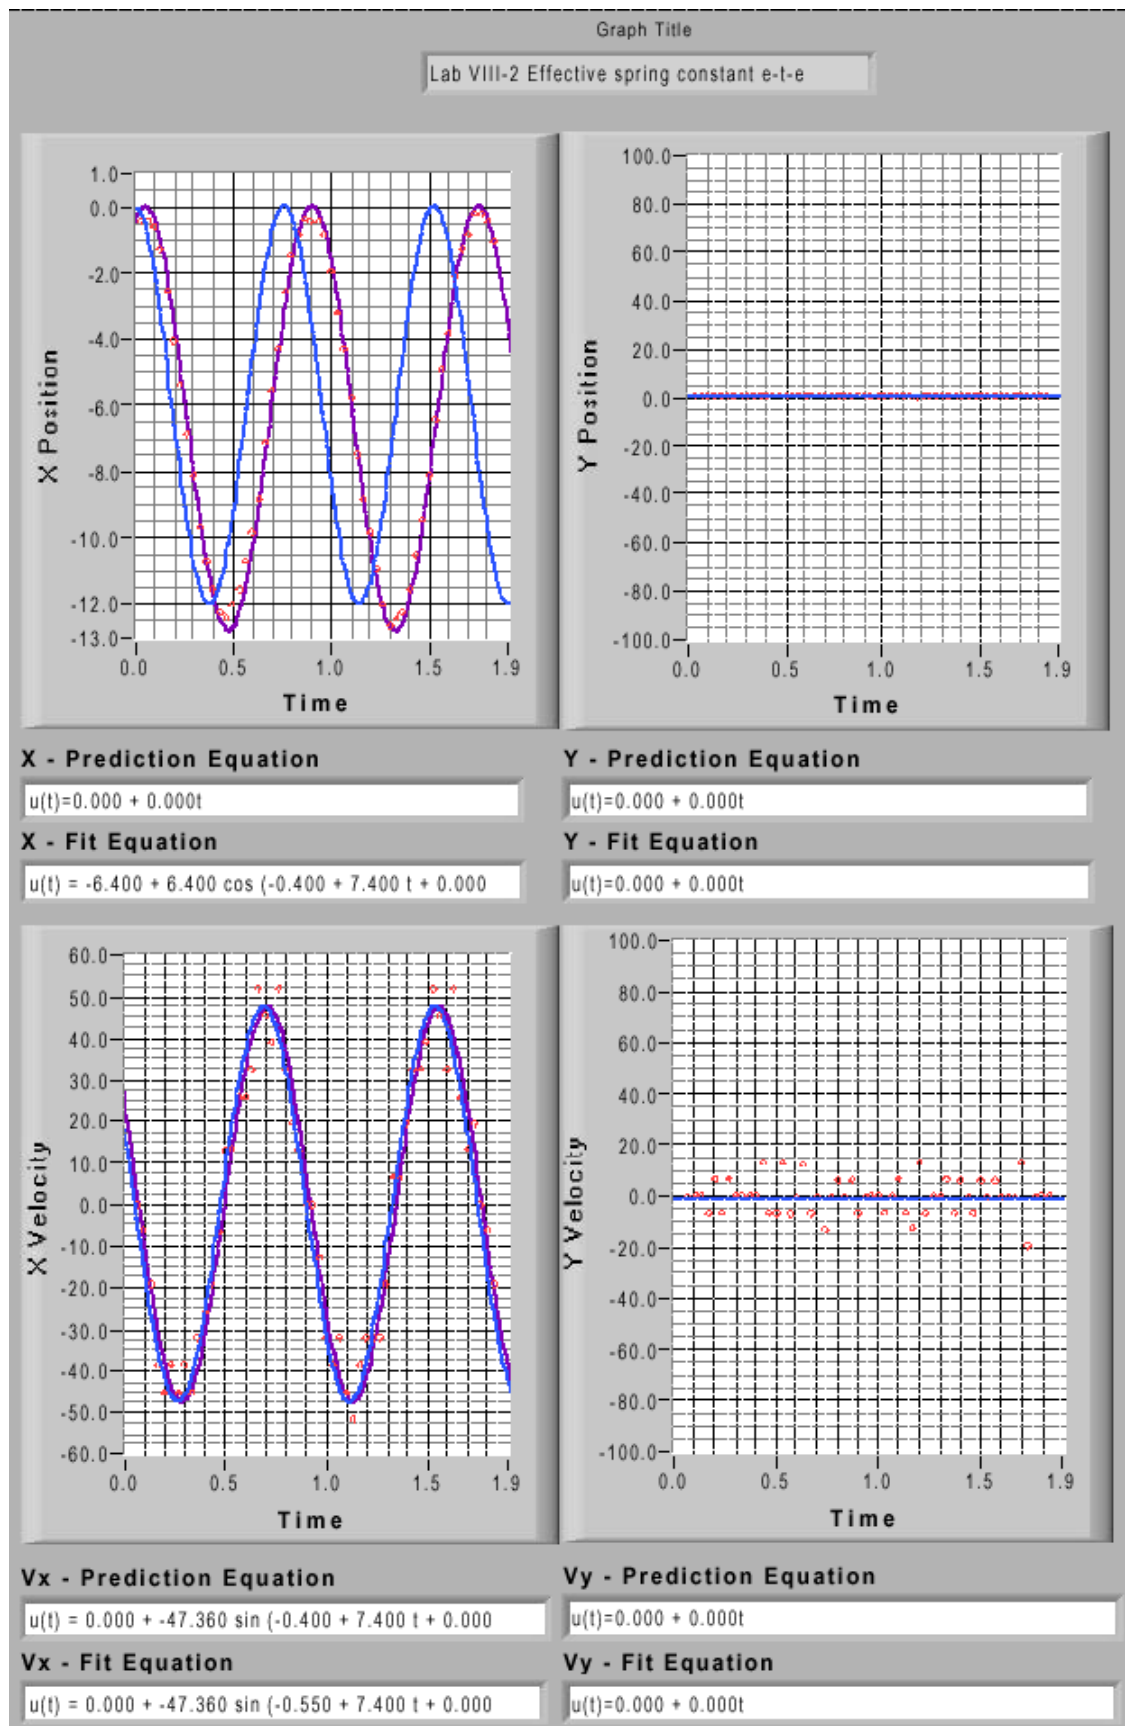 Graph Title
Lab VIII-2 Effective spring constant e-t-e
X Position
1.0
0.0
-2.0
-4.0
-6.0
-8.0
-10.0
-12.0
-13.0
0.0 0.5 1.0 1.5 1.9
Time
Y Position
100.0
80.0
60.0
40.0
20.0
0.0
-20.0
-40.0
-60.0
-80.0
-100.0
0.0 0.5 1.0 1.5 1.9
Time
X - Prediction Equation
u(t)=0.000 + 0.000t
Y - Prediction Equation
u(t)=0.000 + 0.000t
X - Fit Equation
u(t) = -6.400 + 6.400 cos (-0.400 + 7.400 t + 0.000
Y - Fit Equation
u(t)=0.000 + 0.000t
X Velocity
60.0
50.0
40.0
30.0
20.0
10.0
0.0
-10.0
-20.0
-30.0
-40.0
-50.0
-60.0
0.0 0.5 1.0 1.5 1.9
Time
Y Velocity
100.0
80.0
60.0
40.0
20.0
0.0
-20.0
-40.0
-60.0
-80.0
-100.0
0.0 0.5 1.0 1.5 1.9
Time
Vx - Prediction Equation
u(t) = 0.000 + -47.360 sin (-0.400 + 7.400 t + 0.000
Vy - Prediction Equation
u(t)=0.000 + 0.000t
Vx - Fit Equation
u(t) = 0.000 + -47.360 sin (-0.550 + 7.400 t + 0.000
Vy - Fit Equation
u(t)=0.000 + 0.000t